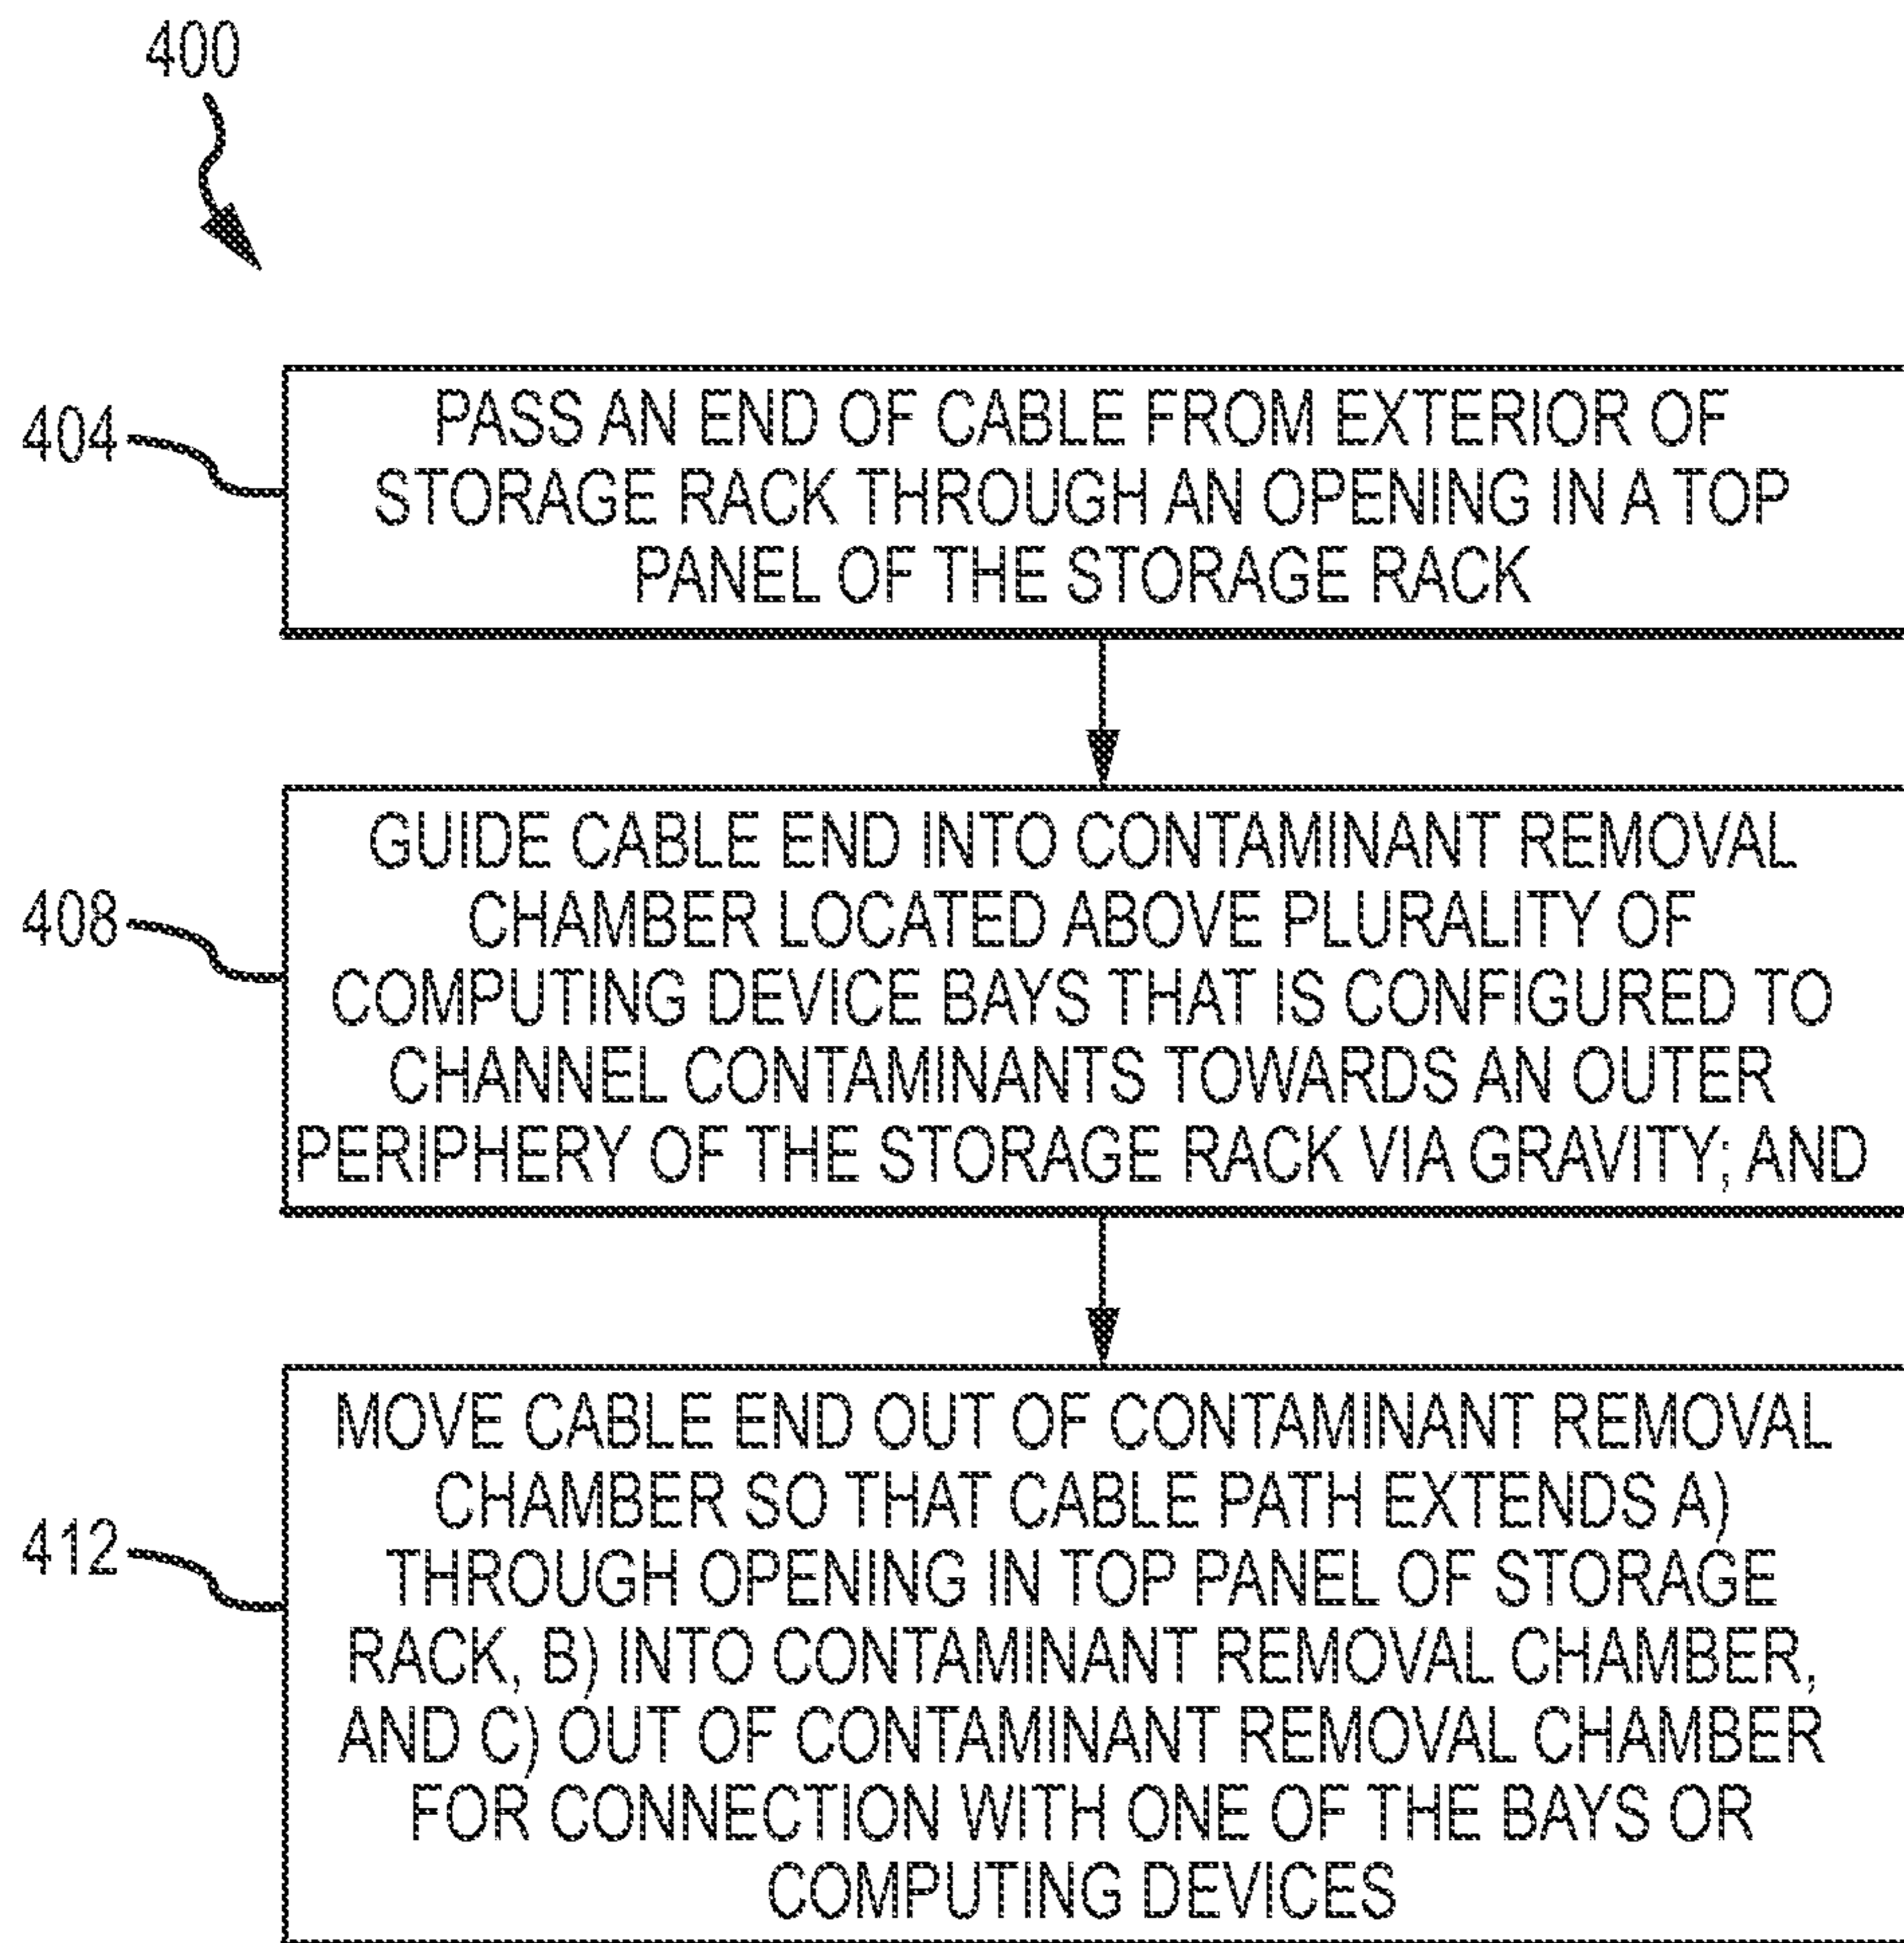 400
404
PASS AN END OF CABLE FROM EXTERIOR OF
STORAGE RACK THROUGH AN OPENING IN A TOP
PANEL OF THE STORAGE RACK
408
GUIDE CABLE END INTO CONTAMINANT REMOVAL
CHAMBER LOCATED ABOVE PLURALITY OF
COMPUTING DEVICE BAYS THAT IS CONFIGURED TO
CHANNEL CONTAMINANTS TOWARDS AN OUTER
PERIPHERY OF THE STORAGE RACK VIA GRAVITY; AND
412
MOVE CABLE END OUT OF CONTAMINANT REMOVAL
CHAMBER SO THAT CABLE PATH EXTENDS A)
THROUGH OPENING IN TOP PANEL OF STORAGE
RACK, B) INTO CONTAMINANT REMOVAL CHAMBER,
AND C) OUT OF CONTAMINANT REMOVAL CHAMBER
FOR CONNECTION WITH ONE OF THE BAYS OR
COMPUTING DEVICES